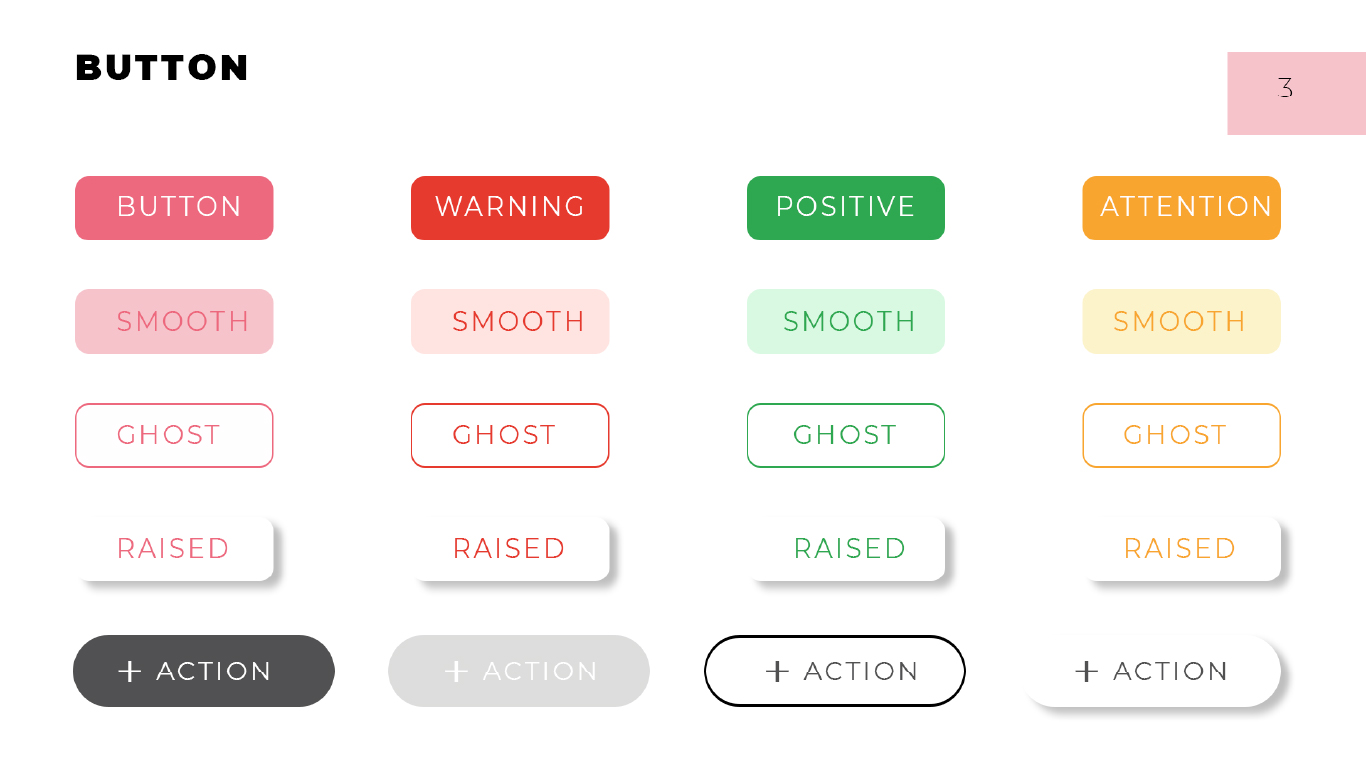 BUTTON
3
BUTTON WARNING POSITIVE ATTENTION
SMOOTH SMOOTH SMOOTH SMOOTH
GHOST GHOST GHOST GHOST
RAISED RAISED RAISED RAISED
+ ACTION + ACTION + ACTION + ACTION